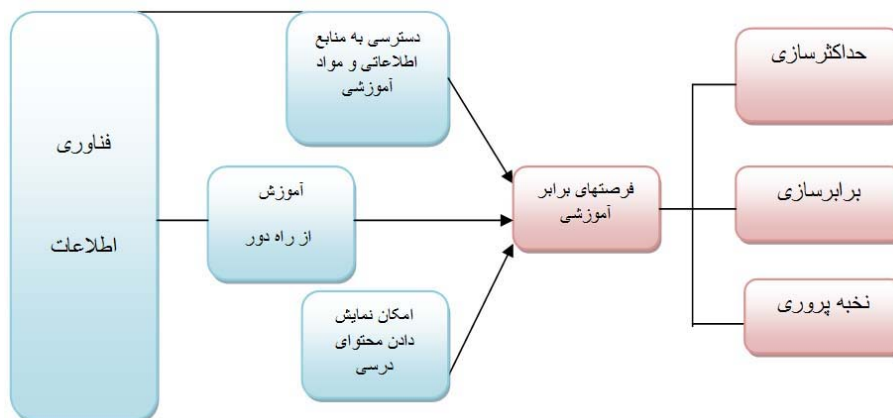 فناوری
اطلاعات
دسترسی به منابع
اطلاعاتی و مواد
آموزشی
آموزش
از راه دور
امکان نمایش
دادن محتوای
درسی
فرصتهای برابر
آموزشی
حداکثرسازی
برابرسازی
نخبه پروری